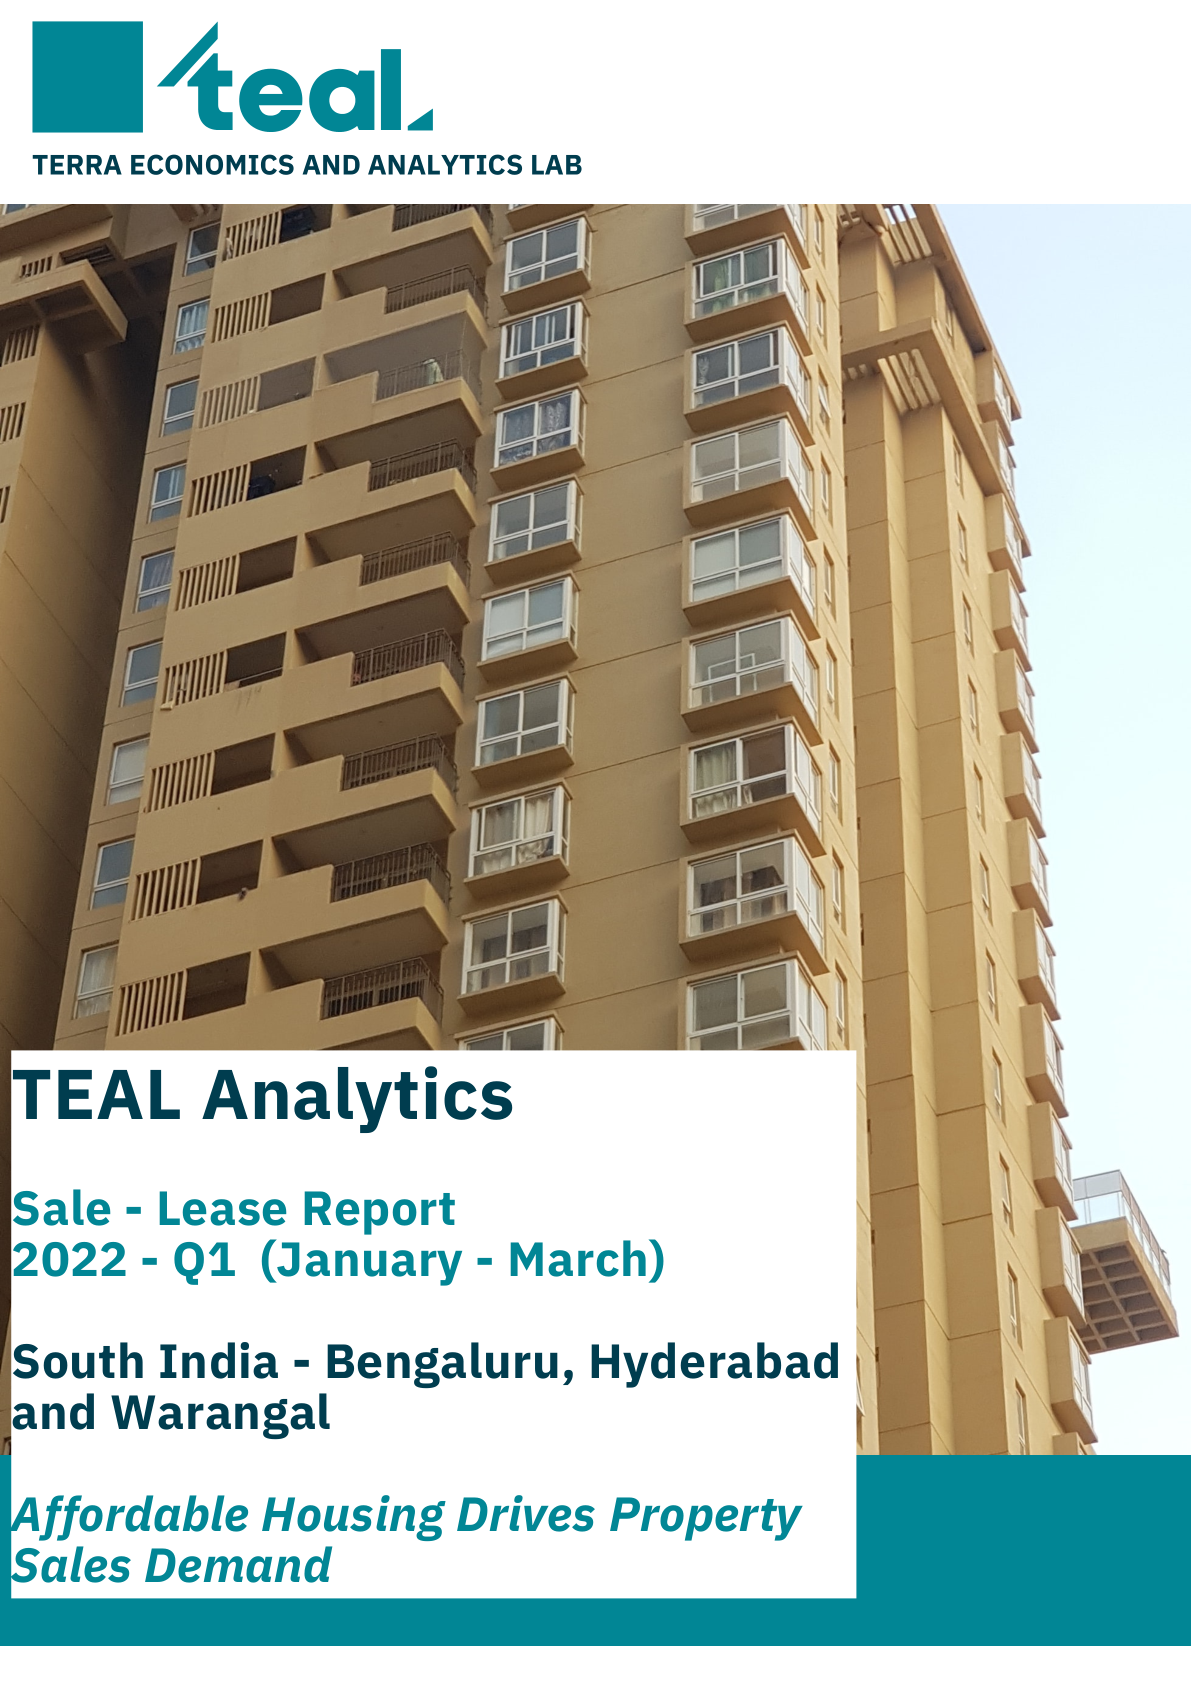 teal.
TERRA ECONOMICS AND ANALYTICS LAB
TEAL Analytics
Sale - Lease Report
2022 - Q1 (January - March)
South India - Bengaluru, Hyderabad
and Warangal
Affordable Housing Drives Property
Sales Demand